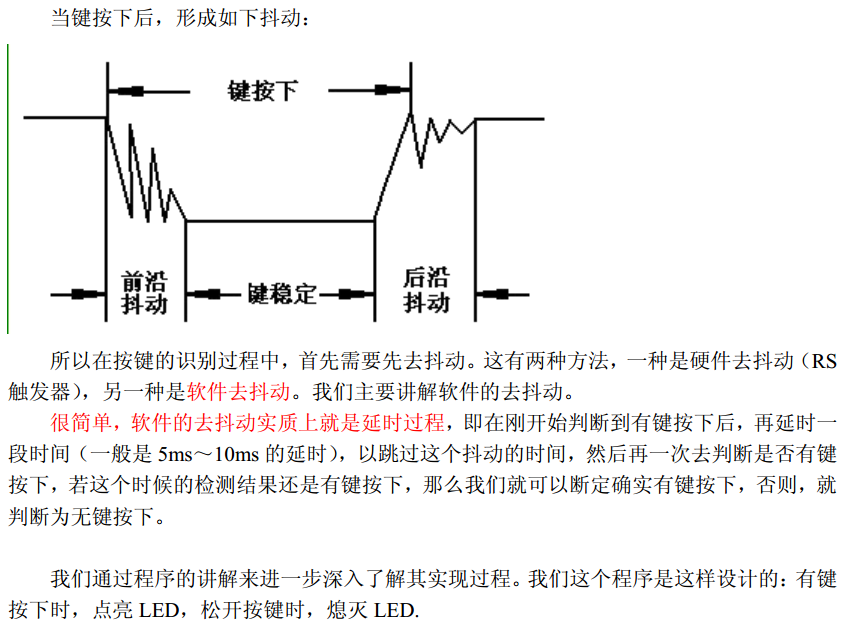 当键按下后，形成如下抖动：
键按下
前沿
抖动
键稳定
后沿
抖动
所以在按键的识别过程中，首先需要先去抖动。这有两种方法，一种是硬件去抖动（RS
触发器），另一种是软件去抖动。我们主要讲解软件的去抖动。
很简单，软件的去抖动实质上就是延时过程，即在刚开始判断到有键按下后，再延时一
段时间（一般是 5ms～10ms 的延时），以跳过这个抖动的时间，然后再一次去判断是否有键
按下，若这个时候的检测结果还是有键按下，那么我们就可以断定确实有键按下，否则，就
判断为无键按下。
我们通过程序的讲解来进一步深入了解其实现过程。我们这个程序是这样设计的：有键
按下时，点亮 LED，松开按键时，熄灭 LED.